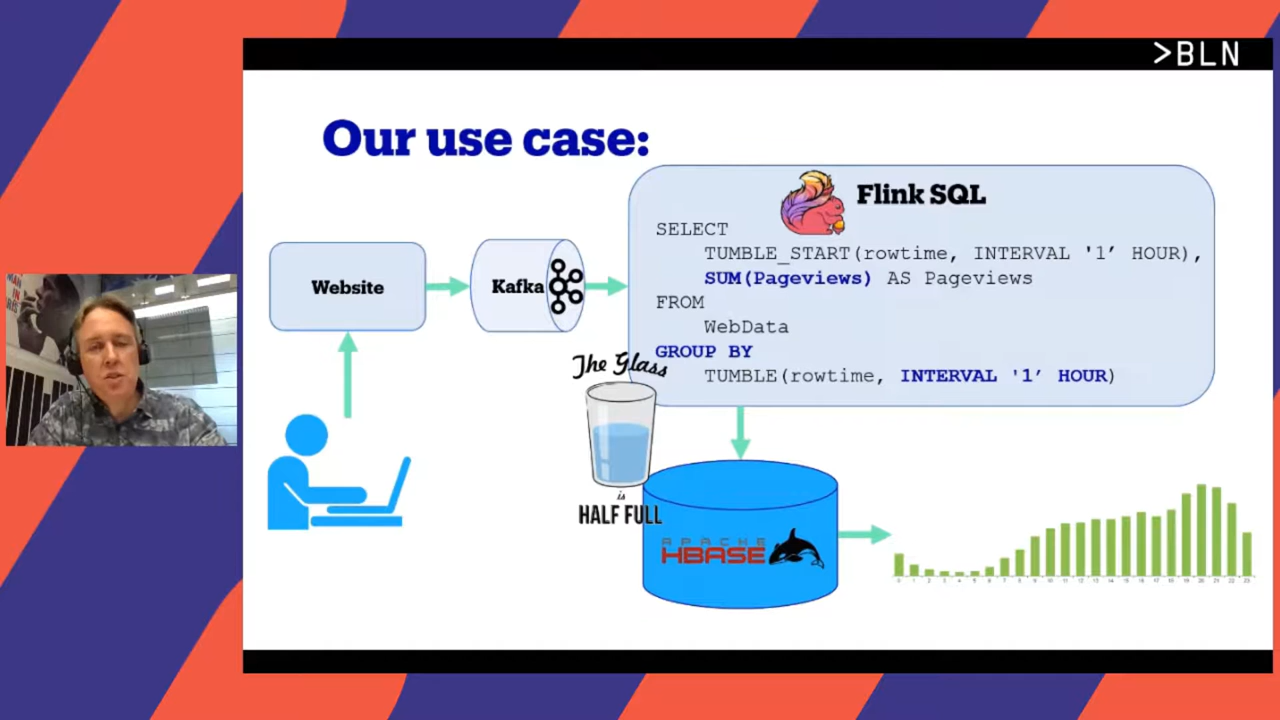 >BLN
Our use case:
Flink SQL
SELECT
TUMBLE_START(rowtime, INTERVAL '1’ HOUR),
SUM(Pageviews) AS Pageviews
FROM
WebData
GROUP BY
TUMBLE(rowtime, INTERVAL '1’ HOUR)
Website
Kafka
The Glass
is
HALF FULL
APACHE
HBASE